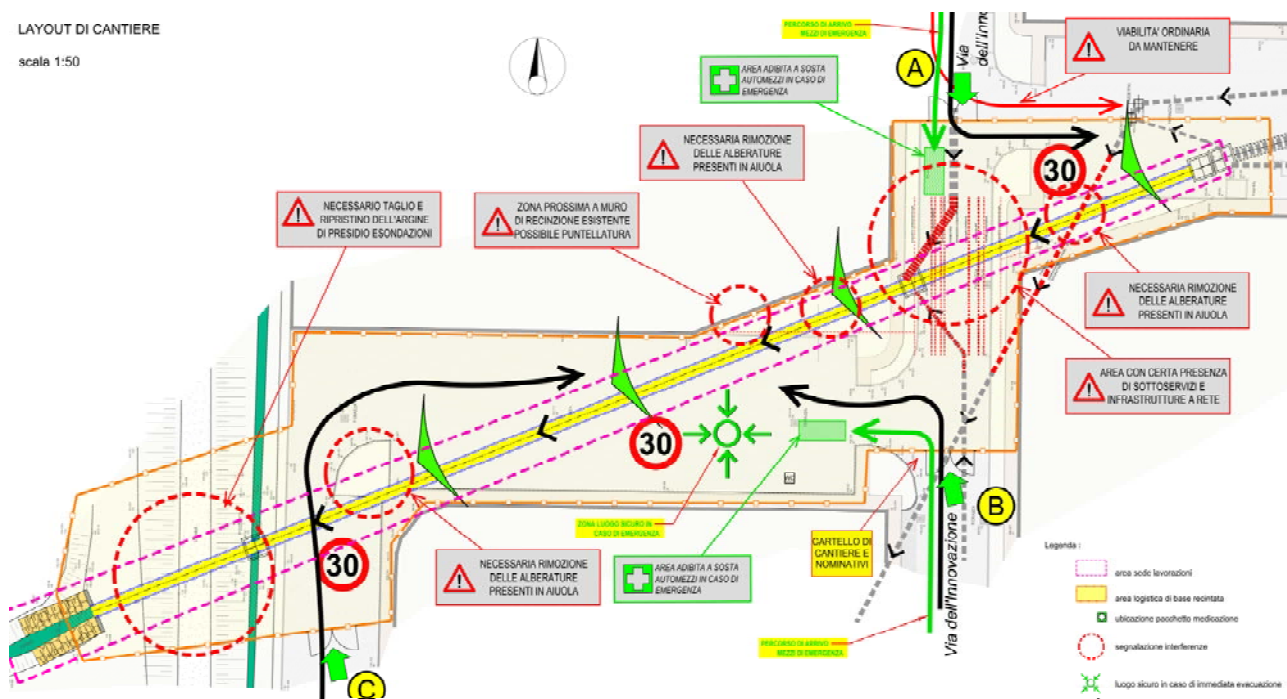 LAYOUT DI CANTIERE
scala 1:50
PERCORSO DI ARRIVO
MEZZI DI EMERGENZA
A
Via
dell'Inno
VIABILITA' ORDINARIA
DA MANTENERE
AREA ADIBITA A SOSTA
AUTOMEZZI IN CASO DI
EMERGENZA
NECESSARIA RIMOZIONE
DELLE ALBERATURE
PRESENTI IN AIUOLA
30
NECESSARIO TAGLIO E
RIPRISTINO DELL'ARGINE
DI PRESIDIO ESONDAZIONI
ZONA PROSSIMA A MURO
DI RECINZIONE ESISTENTE
POSSIBILE PUNTELLATURA
NECESSARIA RIMOZIONE
DELLE ALBERATURE
PRESENTI IN AIUOLA
AREA CON CERTA PRESENZA
DI SOTTOSERVIZI E
INFRASTRUTTURE A RETE
30
B
ZONA LUOGO SICURO IN
CASO DI EMERGENZA
30
NECESSARIA RIMOZIONE
DELLE ALBERATURE
PRESENTI IN AIUOLA
AREA ADIBITA A SOSTA
AUTOMEZZI IN CASO DI
EMERGENZA
CARTELLO DI
CANTIERE E
NOMINATIVI
Via dell'Innovazione
PERCORSO DI ARRIVO
MEZZI DI EMERGENZA
C
Legenda :
area sede lavorazioni
area logistica di base recintata
ubicazione pacchetto medicazione
segnalazione interferenze
luogo sicuro in caso di immediata evacuazione